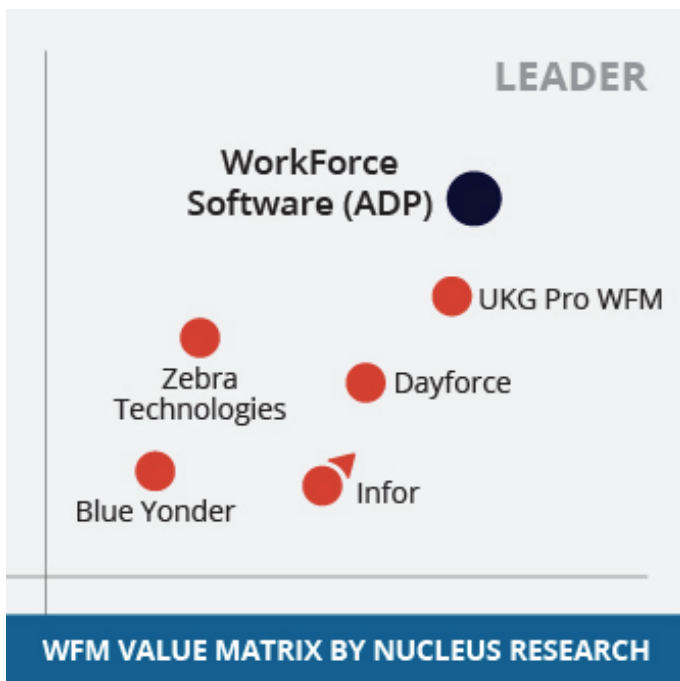 LEADER
WorkForce
Software (ADP)
UKG Pro WFM
Zebra
Technologies
Dayforce
Blue Yonder
Infor
WFM VALUE MATRIX BY NUCLEUS RESEARCH